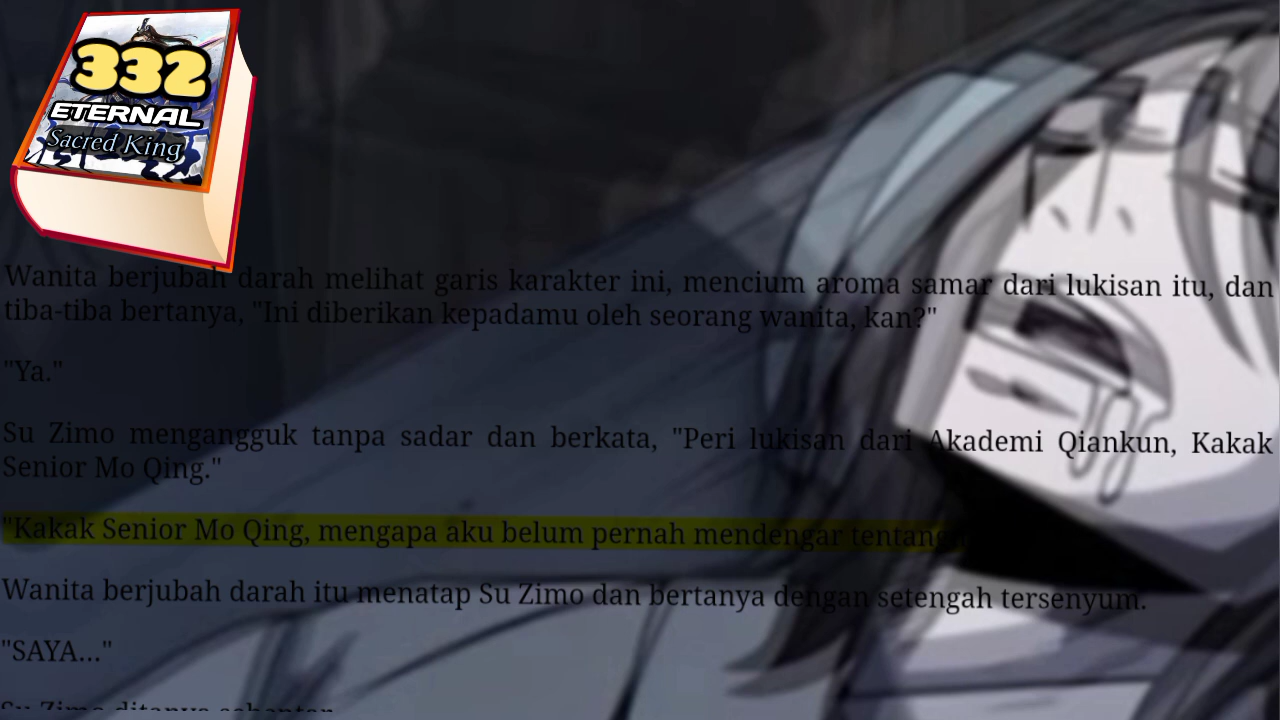 332
ETERNAL
Sacred King
Wanita berjubah darah melihat garis karakter ini, mencium aroma samar dari lukisan itu, dan
tiba-tiba bertanya, "Ini diberikan kepadamu oleh seorang wanita, kan?"
"Ya."
Su Zimo mengangguk tanpa sadar dan berkata, "Peri lukisan dari Akademi Qiankun, Kakak
Senior Mo Qing."
"Kakak Senior Mo Qing, mengapa aku belum pernah mendengar
Wanita berjubah darah itu menatap Su Zimo dan bertanya dengan setengah tersenyum.
"SAYA..."
Su Zimo ditanya